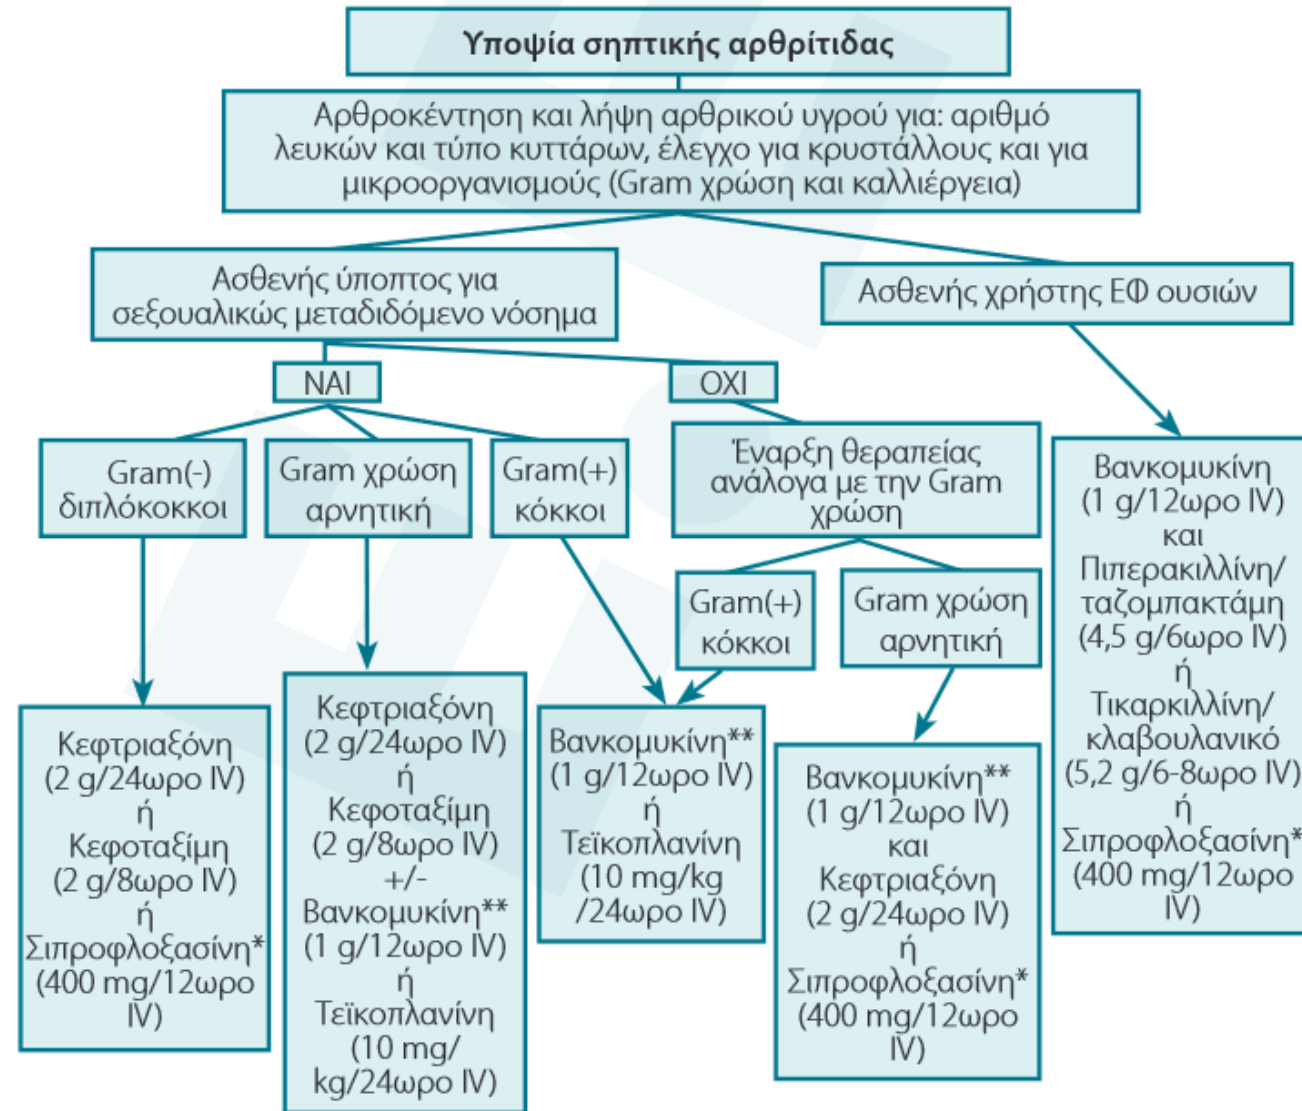 Υποψία σηπτικής αρθρίτιδας
Αρθροκέντηση και λήψη αρθρικού υγρού για: αριθμό
λευκών και τύπο κυττάρων, έλεγχο για κρυστάλλους και για
μικροοργανισμούς (Gram χρώση και καλλιέργεια)
Ασθενής ύποπτος για
σεξουαλικώς μεταδιδόμενο νόσημα
Ασθενής χρήστης ΕΦ ουσιών
ΝΑΙ
ΟΧΙ
Gram(-)
διπλόκοκκοι
Gram χρώση
αρνητική
Gram(+)
κόκκοι
Έναρξη θεραπείας
ανάλογα με την Gram
χρώση
Gram(+)
κόκκοι
Gram χρώση
αρνητική
Κεφτριαξόνη
(2 g/24ωρο IV)
ή
Κεφοταξίμη
(2 g/8ωρο IV)
ή
Σιπροφλοξασίνη*
(400 mg/12ωρο
IV)
Κεφτριαξόνη
(2 g/24ωρο IV)
ή
Κεφοταξίμη
(2 g/8ωρο IV)
+/-
Βανκομυκίνη**
(1 g/12ωρο IV)
ή
Τεϊκοπλανίνη
(10 mg/
kg/24ωρο IV)
Βανκομυκίνη**
(1 g/12ωρο IV)
ή
Τεϊκοπλανίνη
(10 mg/kg
/24ωρο IV)
Βανκομυκίνη**
(1 g/12ωρο IV)
και
Κεφτριαξόνη
(2 g/24ωρο IV)
ή
Σιπροφλοξασίνη*
(400 mg/12ωρο
IV)
Βανκομυκίνη
(1 g/12ωρο IV)
και
Πιπερακιλλίνη/
ταζομπακτάμη
(4,5 g/6ωρο IV)
ή
Τικαρκιλλίνη/
κλαβουλανικό
(5,2 g/6-8ωρο IV)
ή
Σιπροφλοξασίνη*
(400 mg/12ωρο
IV)